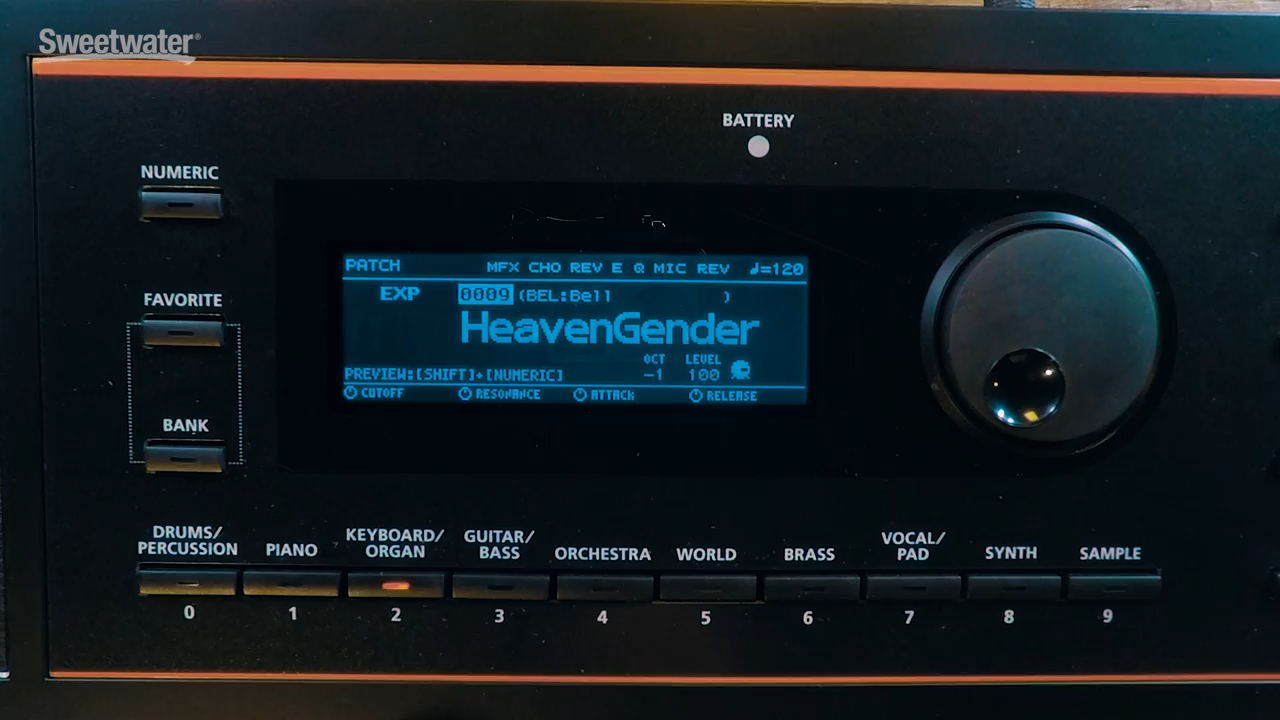 Sweetwater®
BATTERY
NUMERIC
FAVORITE
BANK
PATCH MFX CHO REV E Q MIC REV ♩=120
EXP 0009 (BEL:Bell )
HeavenGender
OCT LEVEL
PREVIEW:[SHIFT]+[NUMERIC] -1 100
CUTOFF RESONANCE ATTACK RELEASE
DRUMS/
PERCUSSION
PIANO
KEYBOARD/
ORGAN
GUITAR/
BASS
ORCHESTRA
WORLD
BRASS
VOCAL/
PAD
SYNTH
SAMPLE
0 1 2 3 4 5 6 7 8 9